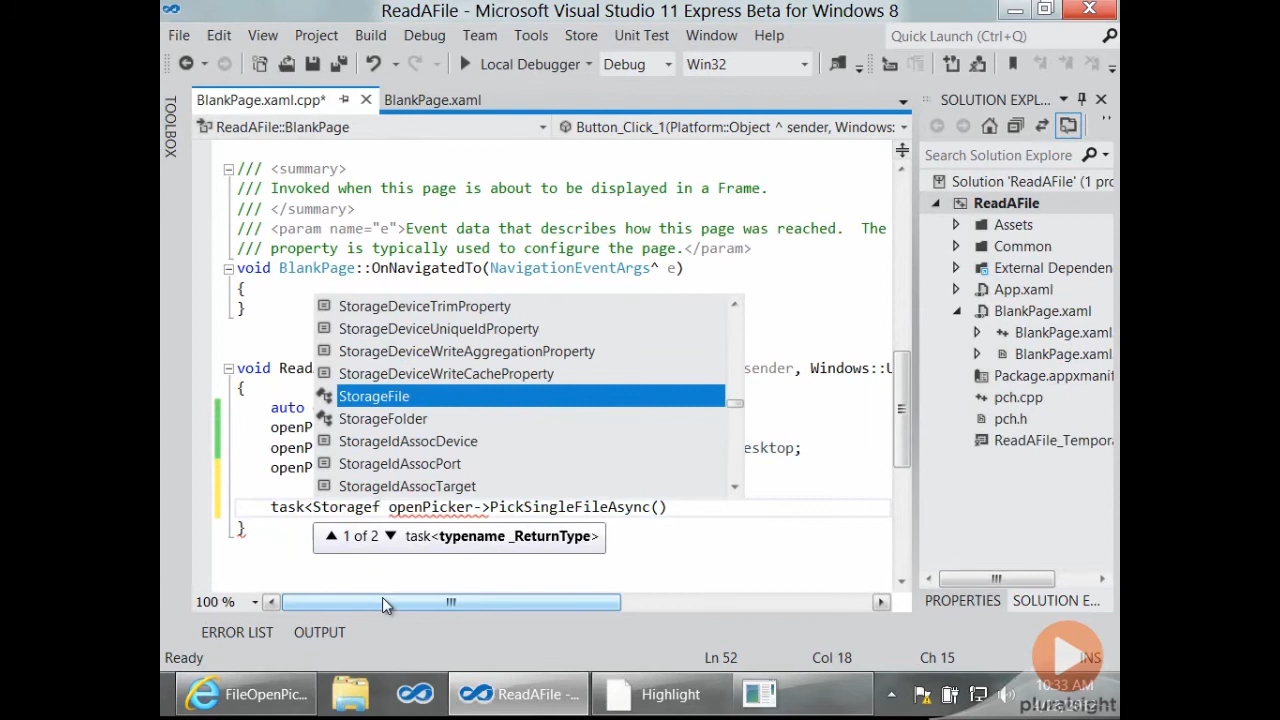 ReadAFile - Microsoft Visual Studio 11 Express Beta for Windows 8
File Edit View Project Build Debug Team Tools Store Unit Test Window Help
Quick Launch (Ctrl+Q)
Local Debugger Debug Win32
TOOLBOX
BlankPage.xaml.cpp* BlankPage.xaml
ReadAFile::BlankPage Button_Click_1(Platform::Object ^ sender, Windows:
/// <summary>
/// Invoked when this page is about to be displayed in a Frame.
/// </summary>
/// <param name="e">Event data that describes how this page was reached.  The
/// property is typically used to configure the page.</param>
void BlankPage::OnNavigatedTo(NavigationEventArgs^ e)
{
}
StorageDeviceTrimProperty
StorageDeviceUniqueIdProperty
StorageDeviceWriteAggregationProperty
StorageDeviceWriteCacheProperty
StorageFile
StorageFolder
StorageIdAssocDevice
StorageIdAssocPort
StorageIdAssocTarget
void Rea sender, Windows::U
{
auto
openP
openP esktop;
openP
task<Storagef openPicker->PickSingleFileAsync()
}
1 of 2 task<typename _ReturnType>
100 %
SOLUTION EXPL...
Search Solution Explore
Solution 'ReadAFile' (1 pro
ReadAFile
Assets
Common
External Dependen
App.xaml
BlankPage.xaml
BlankPage.xaml.
BlankPage.xaml.
Package.appxmanif
pch.cpp
pch.h
ReadAFile_Tempora
PROPERTIES SOLUTION E...
ERROR LIST OUTPUT
Ready Ln 52 Col 18 Ch 15 INS
FileOpenPic... ReadAFile -... Highlight
10:33 AM
pluralsight